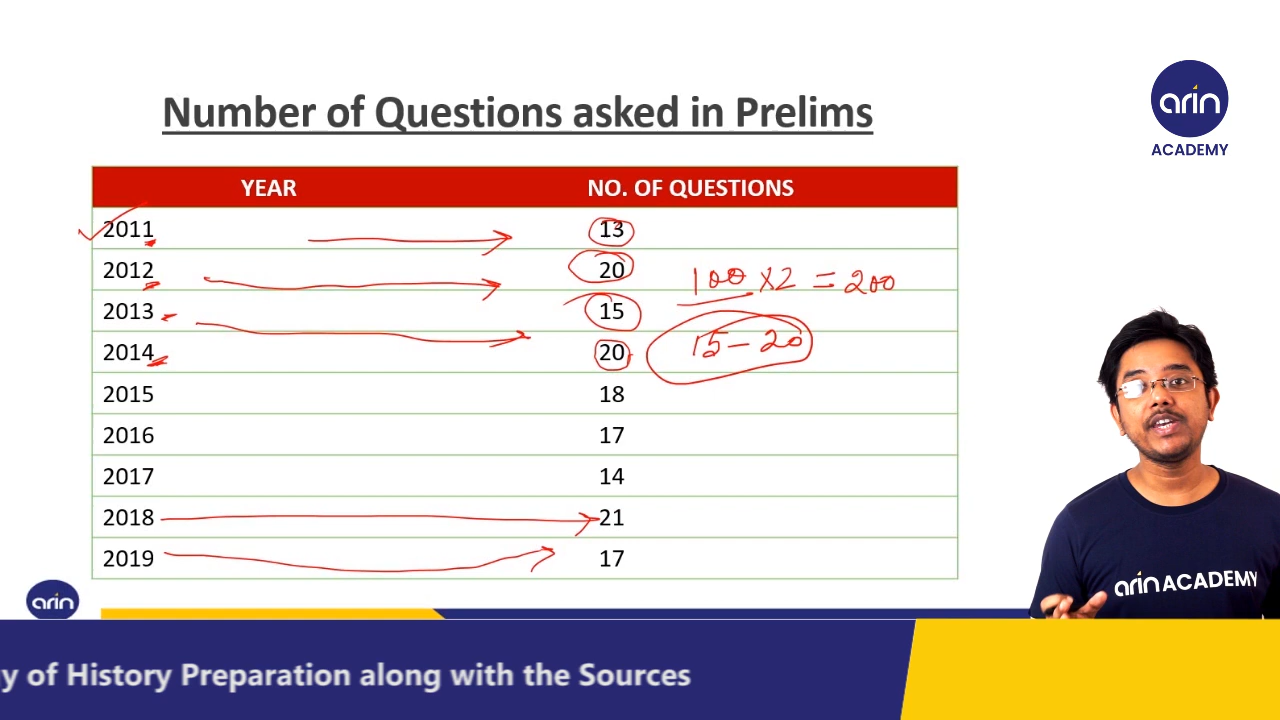 Number of Questions asked in Prelims
arin
ACADEMY
YEAR NO. OF QUESTIONS
2011 13
2012 20
100 × 2 = 200
2013 15
15 – 20
2014 20
2015 18
2016 17
2017 14
2018 21
2019 17
arin ACADEMY
arin
y of History Preparation along with the Sources